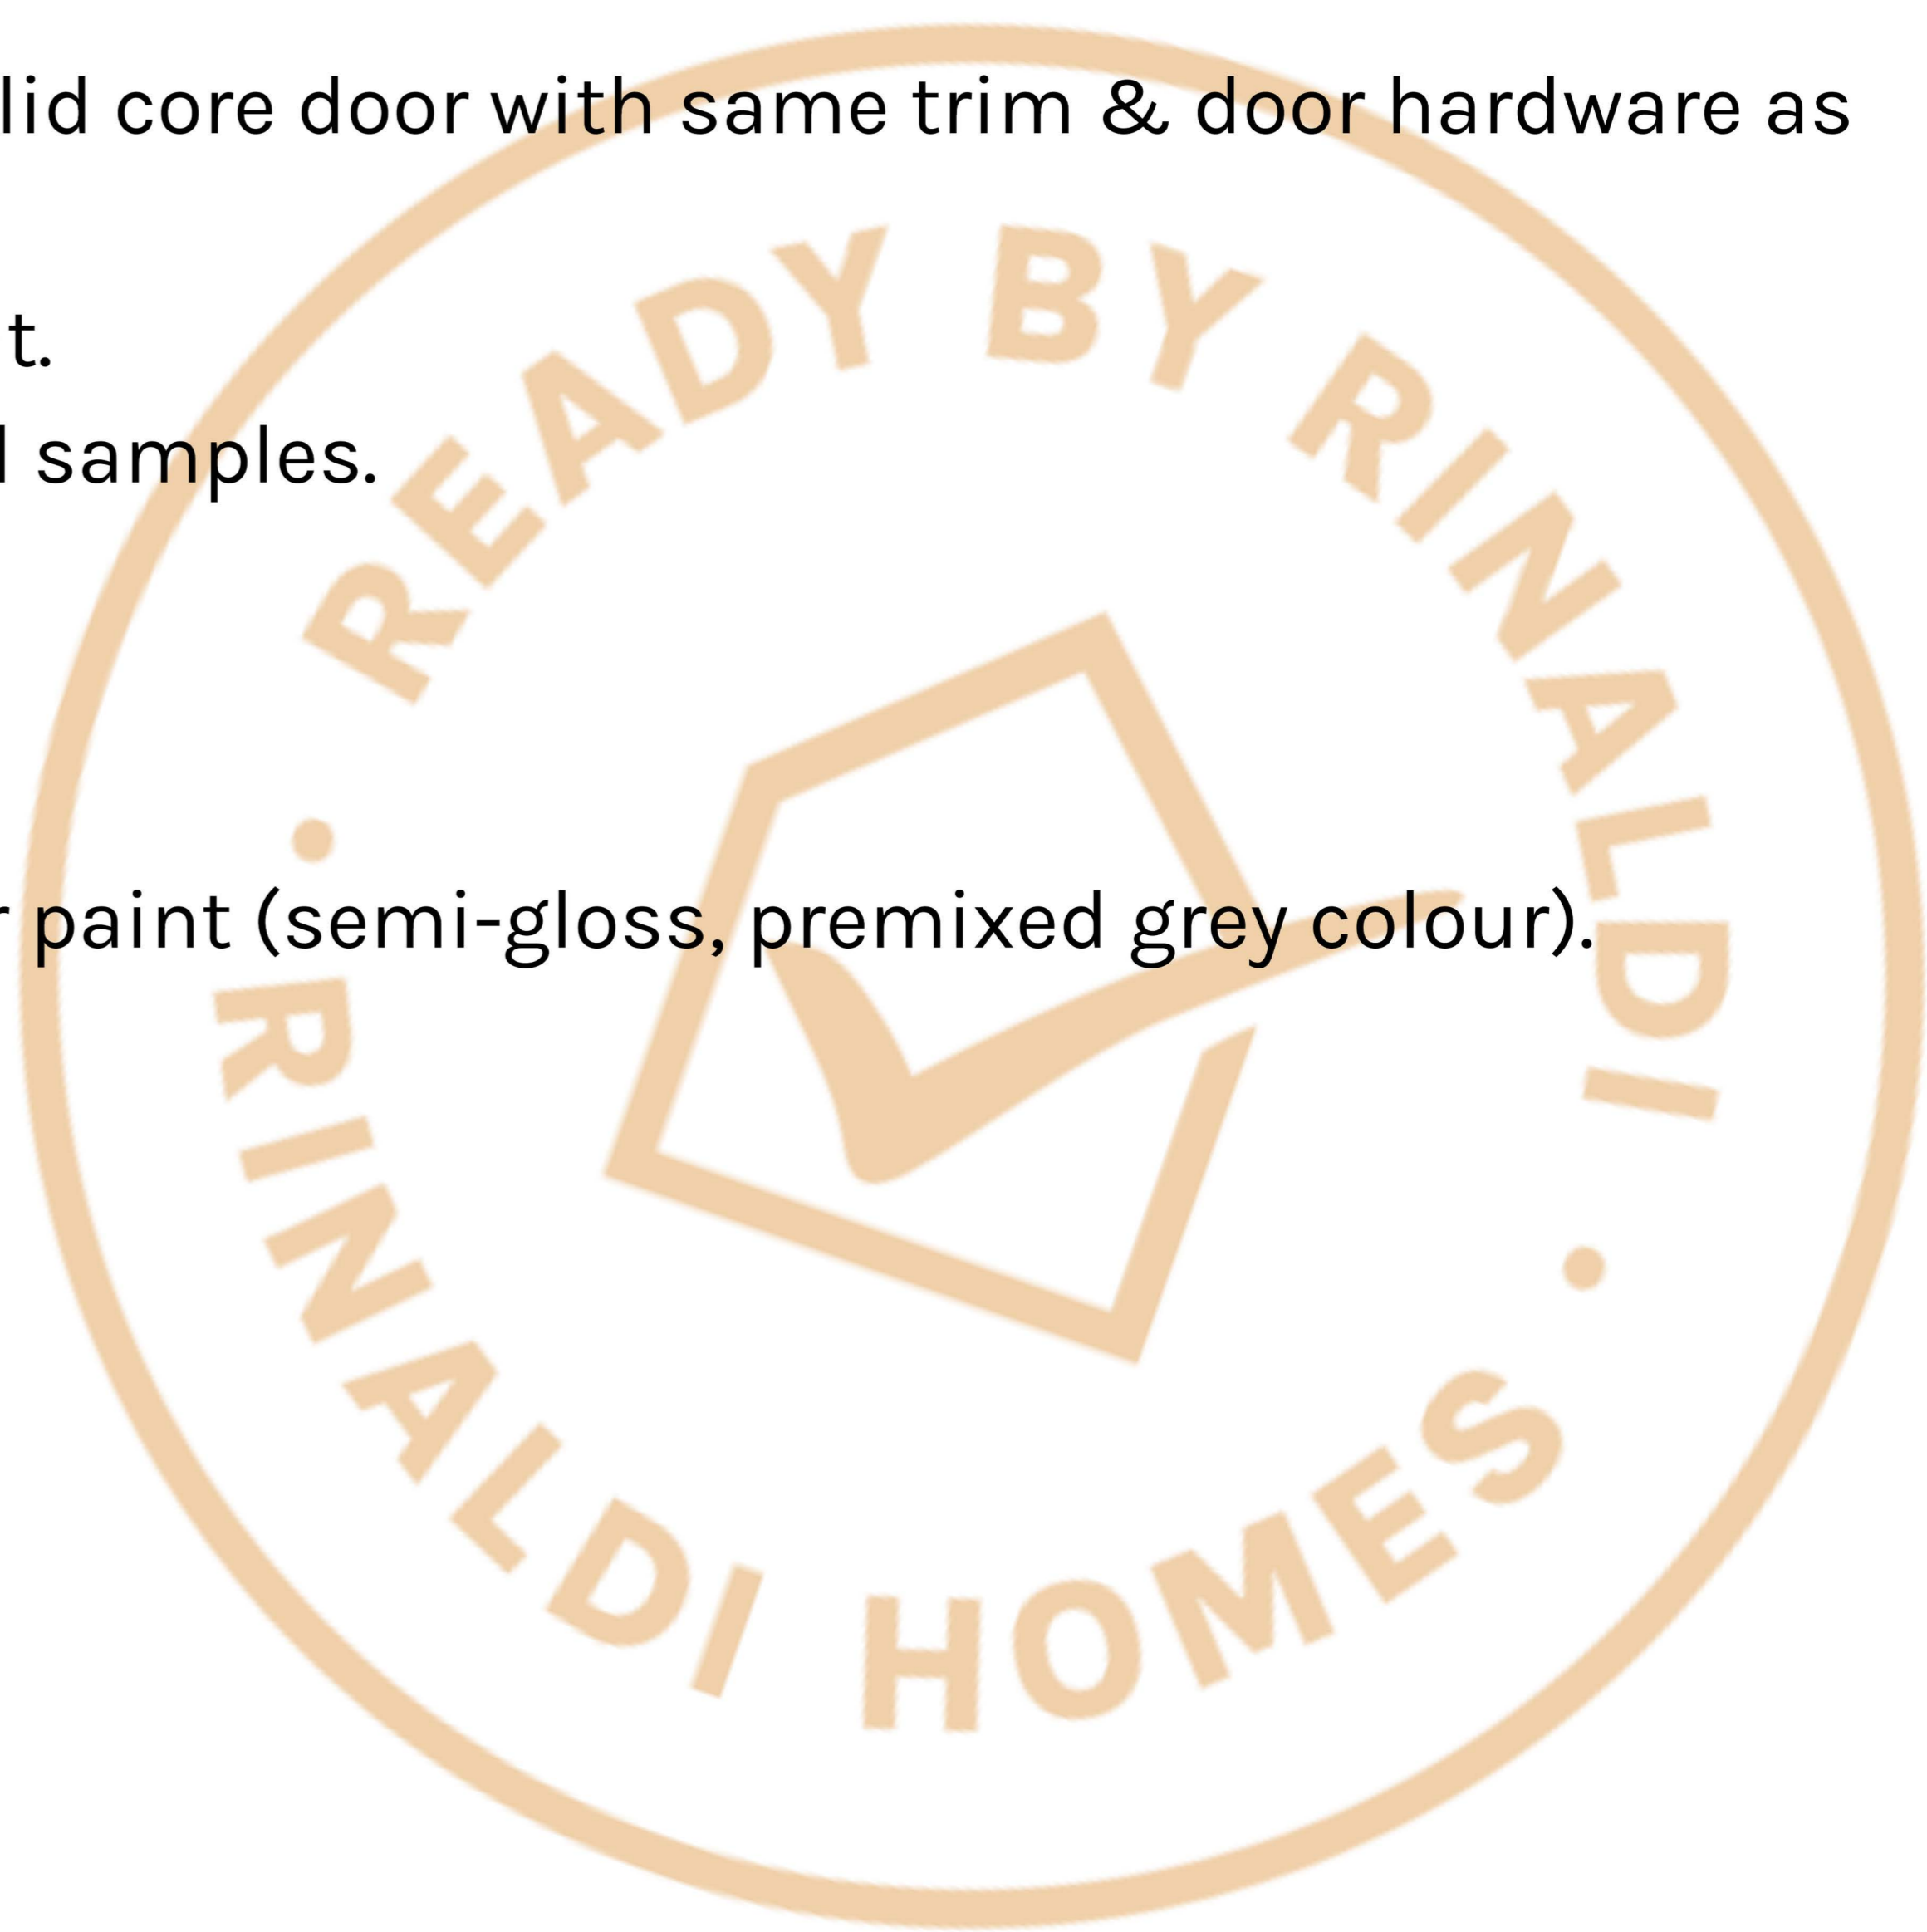 lid core door with same trim & door hardware as
t.
l samples.
r paint (semi-gloss, premixed grey colour).
READY BY RINALDI
• RINALDI HOMES •